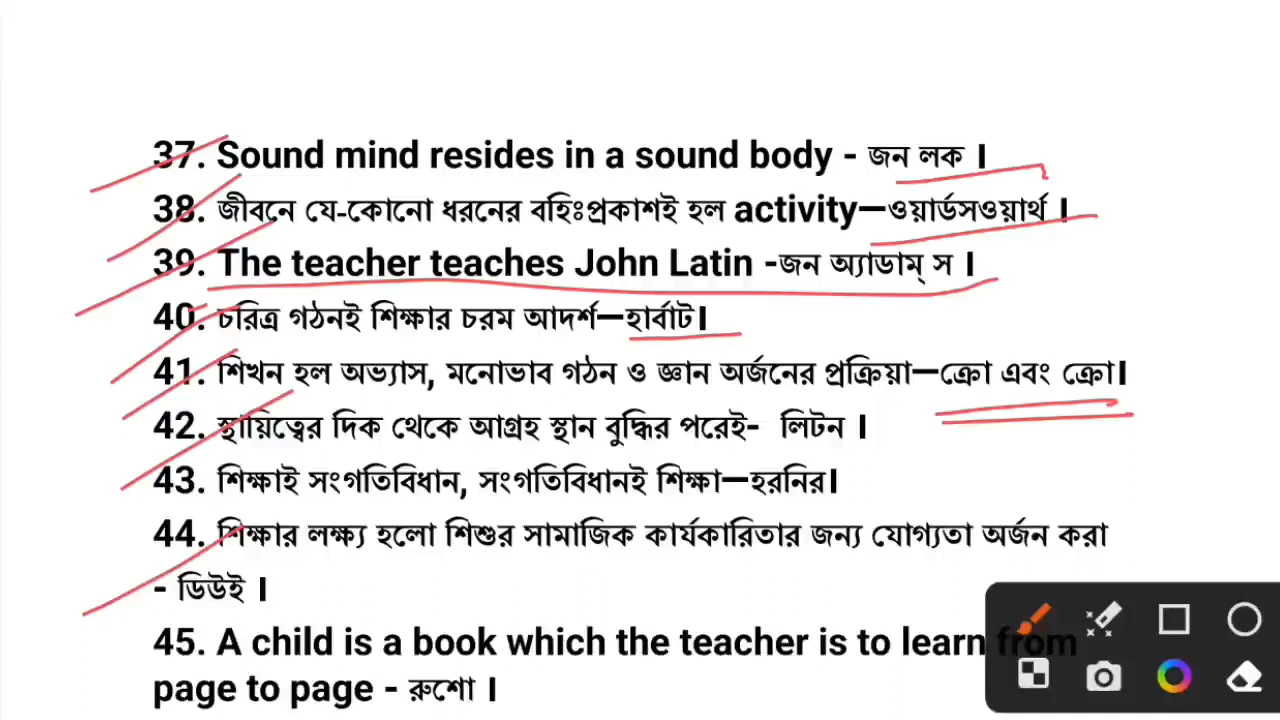 37. Sound mind resides in a sound body - জন লক ।
38. জীবনে যে-কোনো ধরনের বহিঃপ্রকাশই হল activity—ওয়ার্ডসওয়ার্থ ।
39. The teacher teaches John Latin -জন অ্যাডাম্ স ।
40. চরিত্র গঠনই শিক্ষার চরম আদর্শ—হার্বাট।
41. শিখন হল অভ্যাস, মনোভাব গঠন ও জ্ঞান অর্জনের প্রক্রিয়া—ক্রো এবং ক্রো।
42. স্থায়িত্বের দিক থেকে আগ্রহ স্থান বুদ্ধির পরেই- লিটন ।
43. শিক্ষাই সংগতিবিধান, সংগতিবিধানই শিক্ষা—হরনির।
44. শিক্ষার লক্ষ্য হলো শিশুর সামাজিক কার্যকারিতার জন্য যোগ্যতা অর্জন করা
- ডিউই ।
45. A child is a book which the teacher is to learn from
page to page - রুশো ।